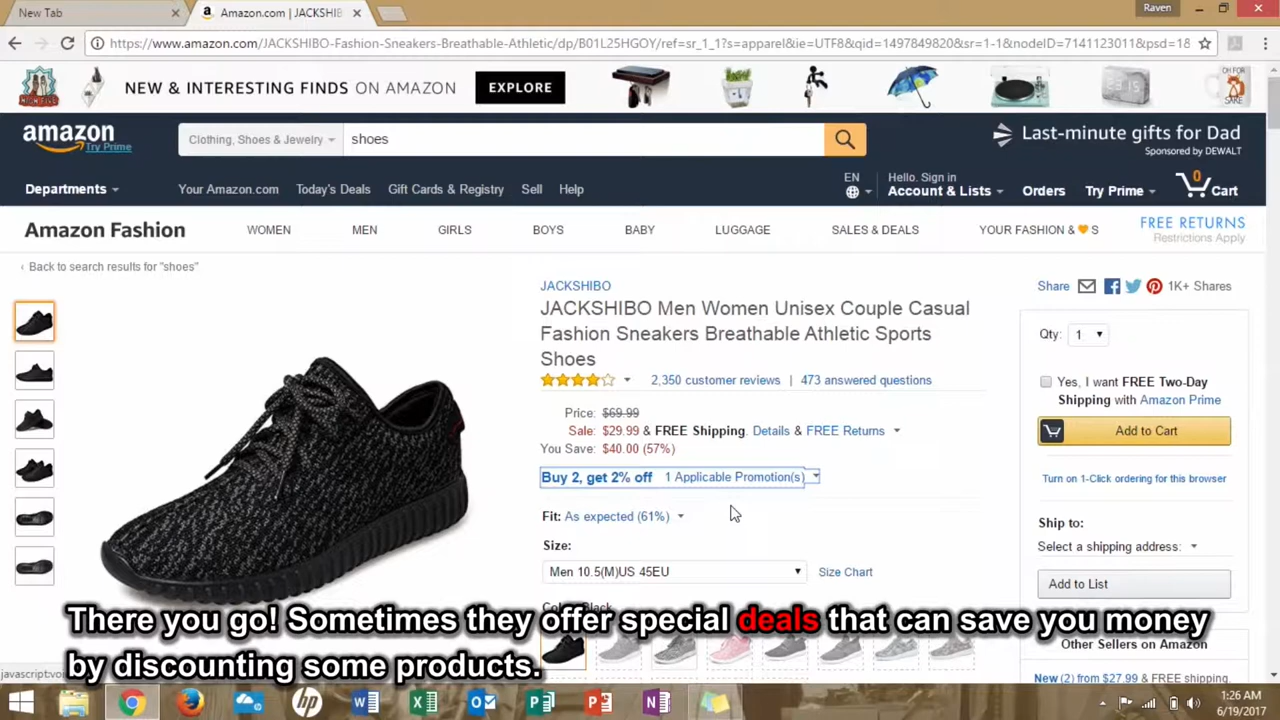 New Tab
Amazon.com | JACKSHIB
Raven
https://www.amazon.com/JACKSHIBO-Fashion-Sneakers-Breathable-Athletic/dp/B01L25HGOY/ref=sr_1_1?s=apparel&ie=UTF8&qid=1497849820&sr=1-1&nodeID=7141123011&psd=18
NEW & INTERESTING FINDS ON AMAZON
EXPLORE
OH FOR
SAKE
amazon
Try Prime
Clothing, Shoes & Jewelry
shoes
Last-minute gifts for Dad
Sponsored by DEWALT
Departments
Your Amazon.com Today's Deals Gift Cards & Registry Sell Help
EN
Hello. Sign in
Account & Lists
Orders
Try Prime
0
Cart
Amazon Fashion
WOMEN MEN GIRLS BOYS BABY LUGGAGE SALES & DEALS YOUR FASHION & S
FREE RETURNS
Restrictions Apply
‹ Back to search results for "shoes"
JACKSHIBO
JACKSHIBO Men Women Unisex Couple Casual
Fashion Sneakers Breathable Athletic Sports
Shoes
2,350 customer reviews | 473 answered questions
Price: $69.99
Sale: $29.99 & FREE Shipping. Details & FREE Returns
You Save: $40.00 (57%)
Buy 2, get 2% off 1 Applicable Promotion(s)
Fit: As expected (61%)
Size:
Men 10.5(M)US 45EU
Size Chart
Share
1K+ Shares
Qty: 1
Yes, I want FREE Two-Day
Shipping with Amazon Prime
Add to Cart
Turn on 1-Click ordering for this browser
Ship to:
Select a shipping address:
Add to List
Other Sellers on Amazon
New (2) from $27.99 & FREE shipping.
There you go! Sometimes they offer special deals that can save you money
by discounting some products.
javascript:voi
1:26 AM
6/19/2017